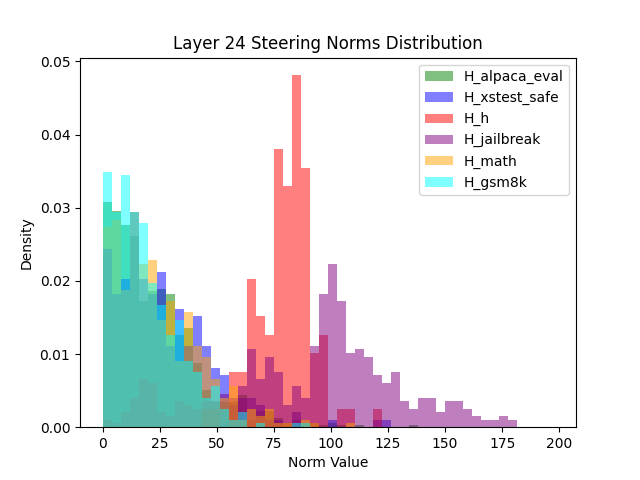 Layer 24 Steering Norms Distribution
0.05
0.04
0.03
0.02
0.01
0.00
Density
H_alpaca_eval
H_xstest_safe
H_h
H_jailbreak
H_math
H_gsm8k
0 25 50 75 100 125 150 175 200
Norm Value